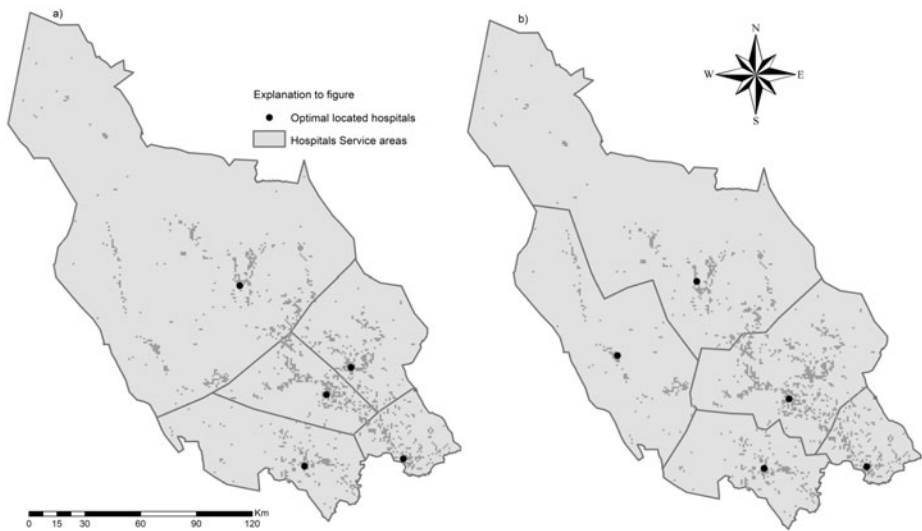 a)
b)
N
W E
S
Explanation to figure
Optimal located hospitals
Hospitals Service areas
Km
0 15 30 60 90 120